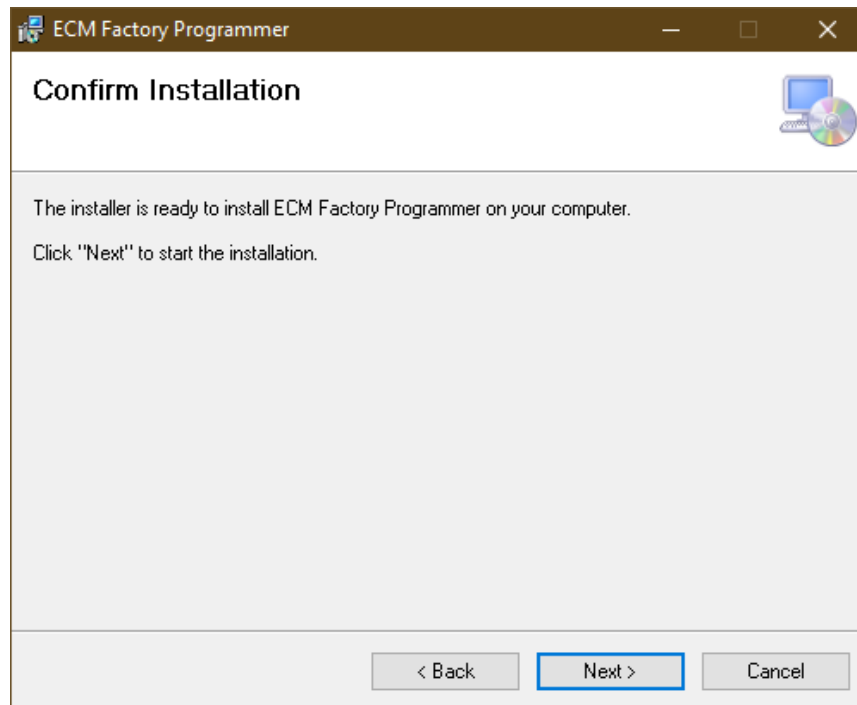 ECM Factory Programmer
Confirm Installation
The installer is ready to install ECM Factory Programmer on your computer.
Click "Next" to start the installation.
< Back
Next >
Cancel